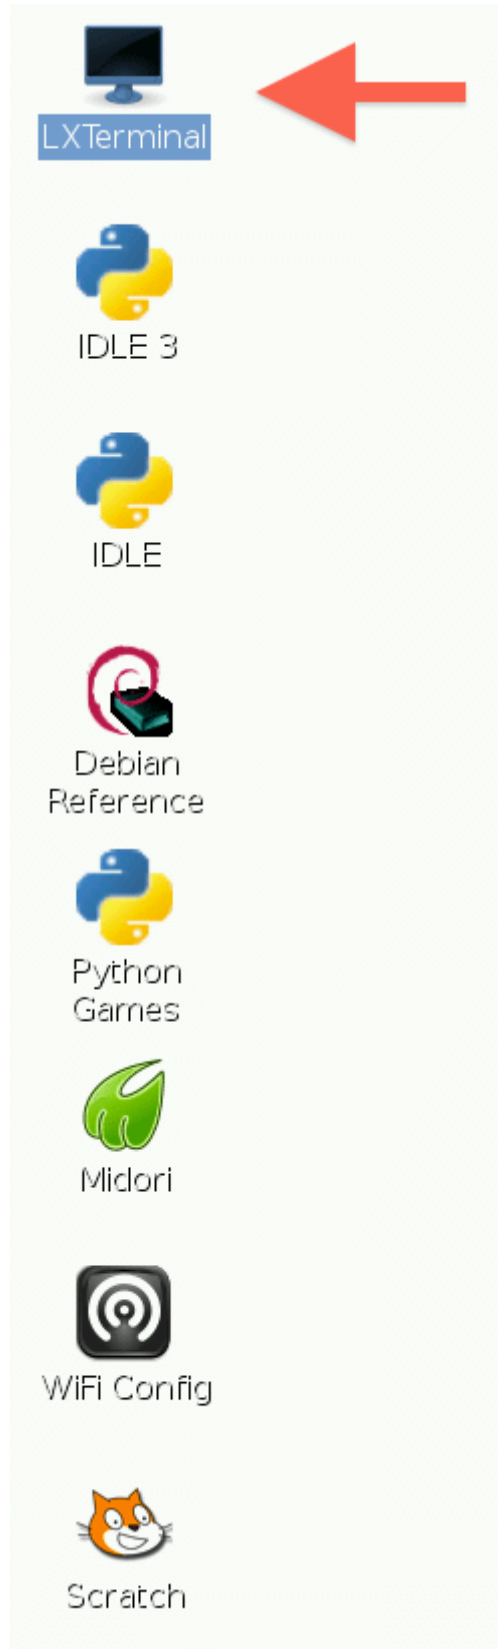 LXTerminal
IDLE 3
IDLE
Debian
Reference
Python
Games
Midori
WiFi Config
Scratch